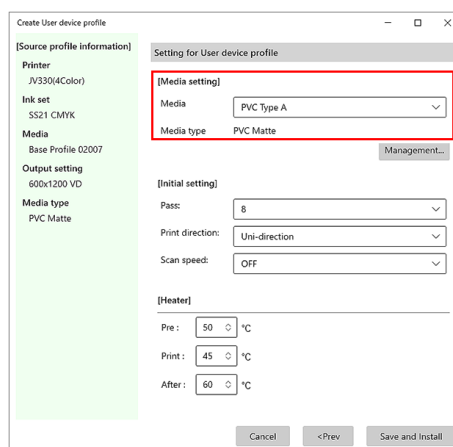 Create User device profile
[Source profile information]
Printer
JV330(4Color)
Ink set
SS21 CMYK
Media
Base Profile 02007
Output setting
600x1200 VD
Media type
PVC Matte
Setting for User device profile
[Media setting]
Media
PVC Type A
Media type PVC Matte
Management...
[Initial setting]
Pass: 8
Print direction: Uni-direction
Scan speed: OFF
[Heater]
Pre : 50 °C
Print : 45 °C
After : 60 °C
Cancel <Prev Save and Install